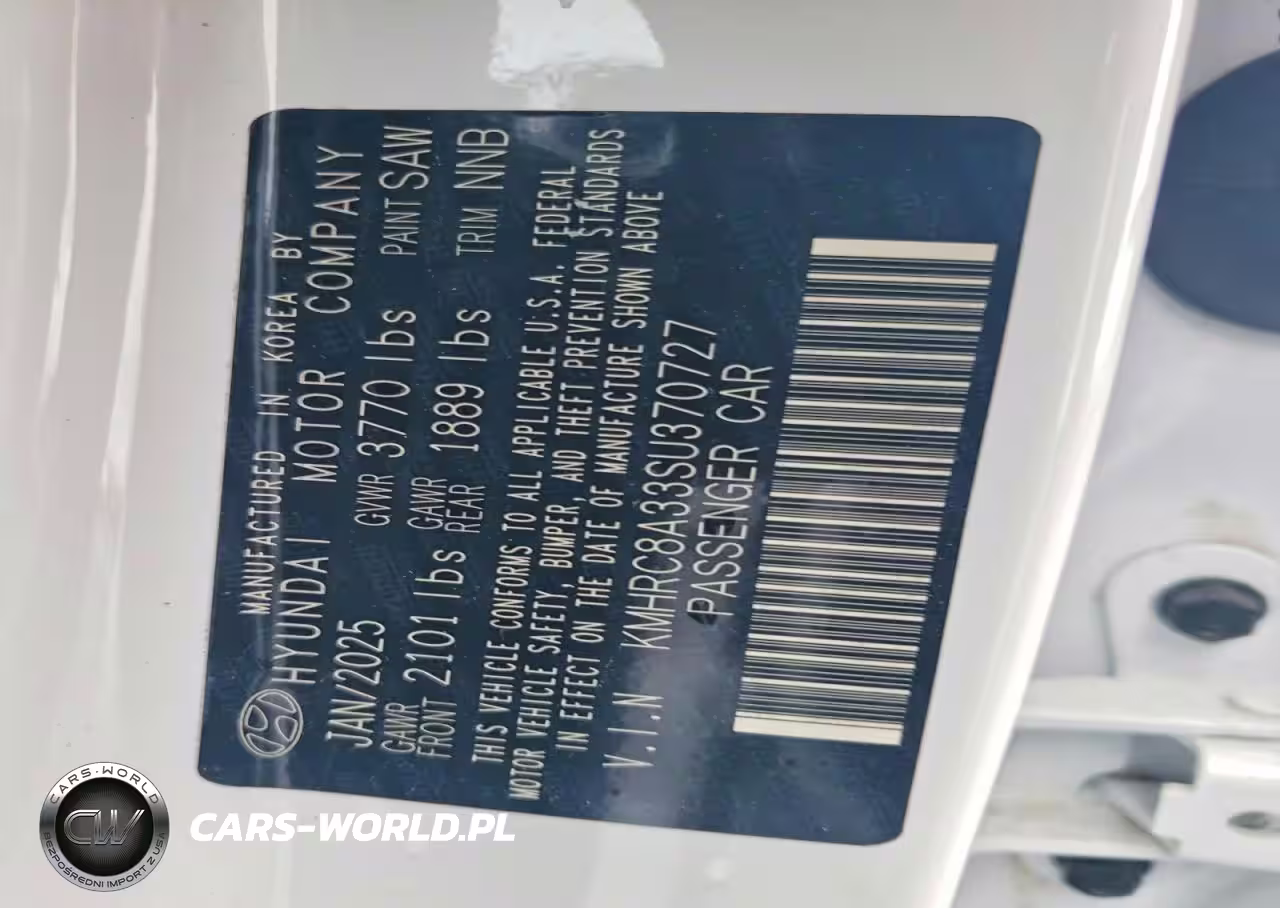 MANUFACTURED IN KOREA BY
HYUNDAI MOTOR COMPANY
JAN/2025 GVWR 3770 lbs PAINT SAW
GAWR FRONT 2101 lbs GAWR REAR 1889 lbs TRIM NNB
THIS VEHICLE CONFORMS TO ALL APPLICABLE U.S.A. FEDERAL
MOTOR VEHICLE SAFETY, BUMPER, AND THEFT PREVENTION STANDARDS
IN EFFECT ON THE DATE OF MANUFACTURE SHOWN ABOVE
V.I.N KMHRC8A33SU370727
PASSENGER CAR
CARS-WORLD
CW
BEZPOŚREDNI IMPORT Z USA
CARS-WORLD.PL